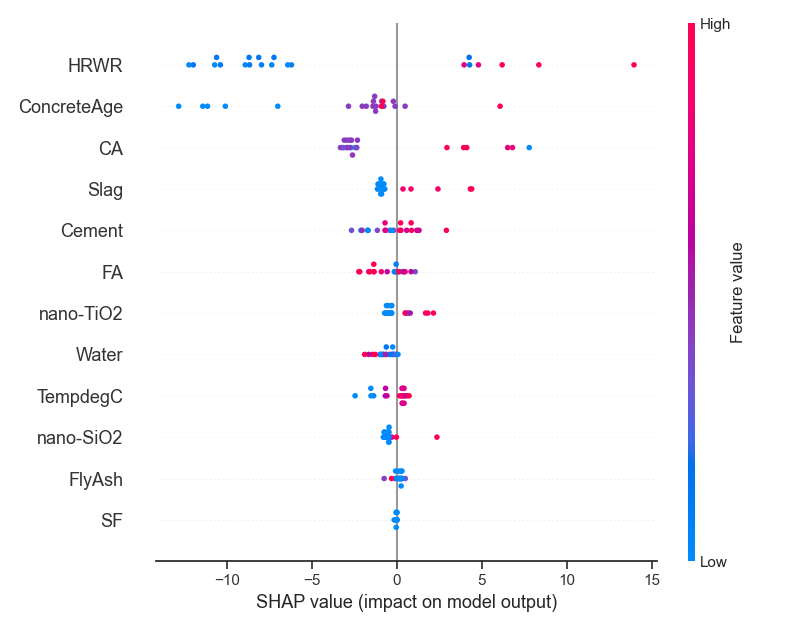 High
HRWR
ConcreteAge
CA
Slag
Cement
FA
nano-TiO2
Water
TempdegC
nano-SiO2
FlyAsh
SF
Feature value
Low
−10 −5 0 5 10 15
SHAP value (impact on model output)